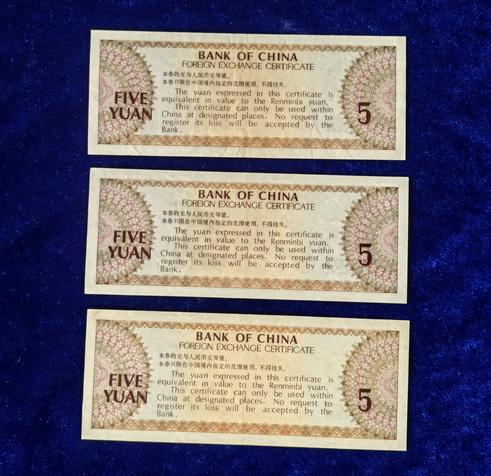 BANK OF CHINA
FOREIGN EXCHANGE CERTIFICATE
本券的元与人民币元等值。
本券只限在中国境内指定的范围使用，不得挂失。
The yuan expressed in this certificate is
equivalent in value to the Renminbi yuan.
This certificate can only be used within
China at designated places. No request to
register its loss will be accepted by the
Bank.
FIVE
YUAN
5
BANK OF CHINA
FOREIGN EXCHANGE CERTIFICATE
本券的元与人民币元等值。
本券只限在中国境内指定的范围使用，不得挂失。
The yuan expressed in this certificate is
equivalent in value to the Renminbi yuan.
This certificate can only be used within
China at designated places. No request to
register its loss will be accepted by the
Bank.
FIVE
YUAN
5
BANK OF CHINA
FOREIGN EXCHANGE CERTIFICATE
本券的元与人民币元等值。
本券只限在中国境内指定的范围使用，不得挂失。
The yuan expressed in this certificate is
equivalent in value to the Renminbi yuan.
This certificate can only be used within
China at designated places. No request to
register its loss will be accepted by the
Bank.
FIVE
YUAN
5